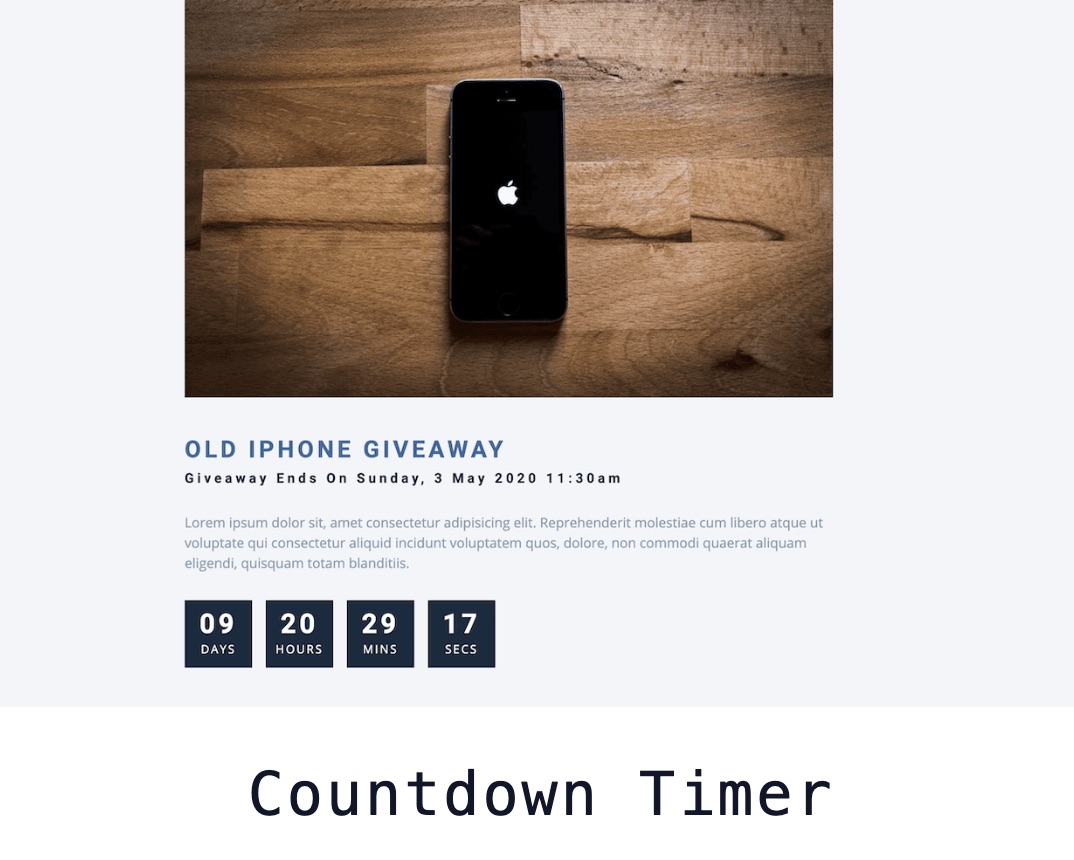 OLD IPHONE GIVEAWAY
Giveaway Ends On Sunday, 3 May 2020 11:30am
Lorem ipsum dolor sit, amet consectetur adipisicing elit. Reprehenderit molestiae cum libero atque ut
voluptate qui consectetur aliquid incidunt voluptatem quos, dolore, non commodi quaerat aliquam
eligendi, quisquam totam blanditiis.
09 20 29 17
DAYS HOURS MINS SECS
Countdown Timer